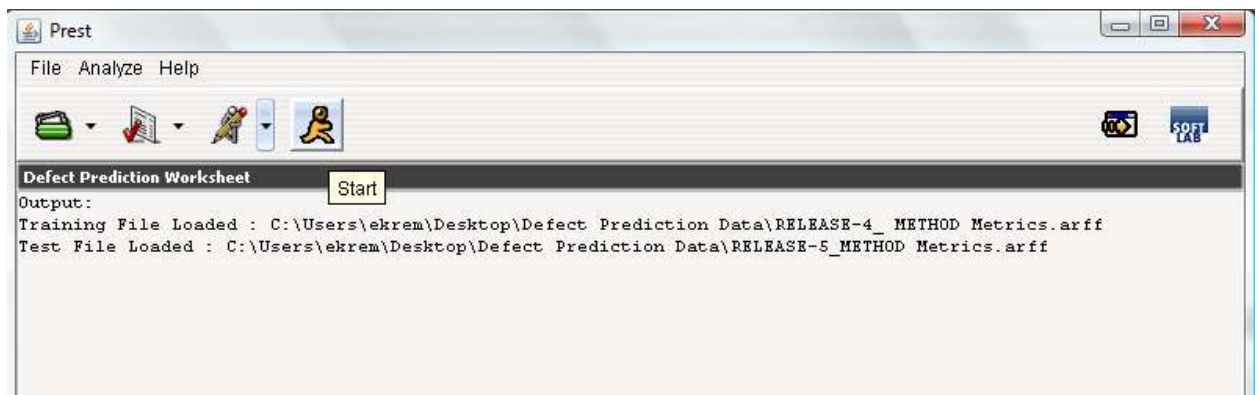 Prest
File Analyze Help
SOFT
LAB
Defect Prediction Worksheet
Start
Output:
Training File Loaded : C:\Users\ekrem\Desktop\Defect Prediction Data\RELEASE-4_ METHOD Metrics.arff
Test File Loaded : C:\Users\ekrem\Desktop\Defect Prediction Data\RELEASE-5_METHOD Metrics.arff